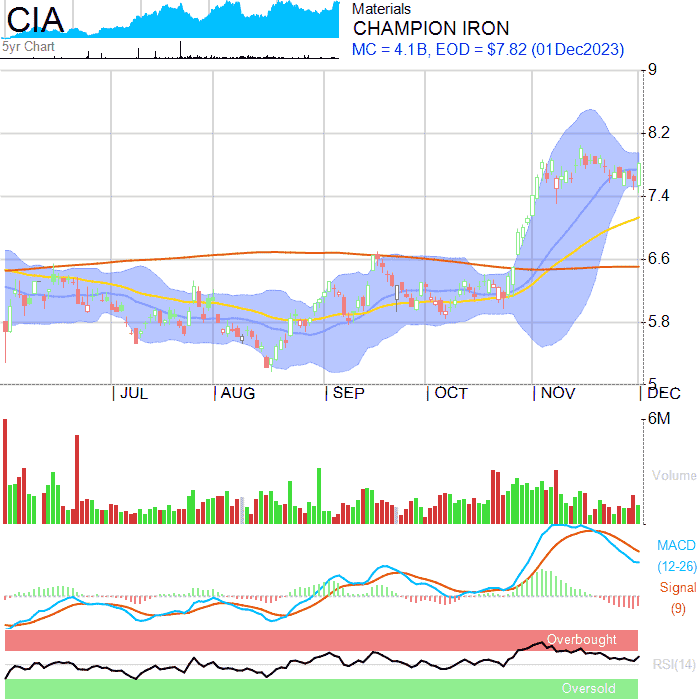 CIA
5yr Chart
Materials
CHAMPION IRON
MC = 4.1B, EOD = $7.82 (01Dec2023)
9
8.2
7.4
6.6
5.8
5
JUL AUG SEP OCT NOV DEC
6M
Volume
MACD
(12-26)
Signal
(9)
Overbought
RSI(14)
Oversold